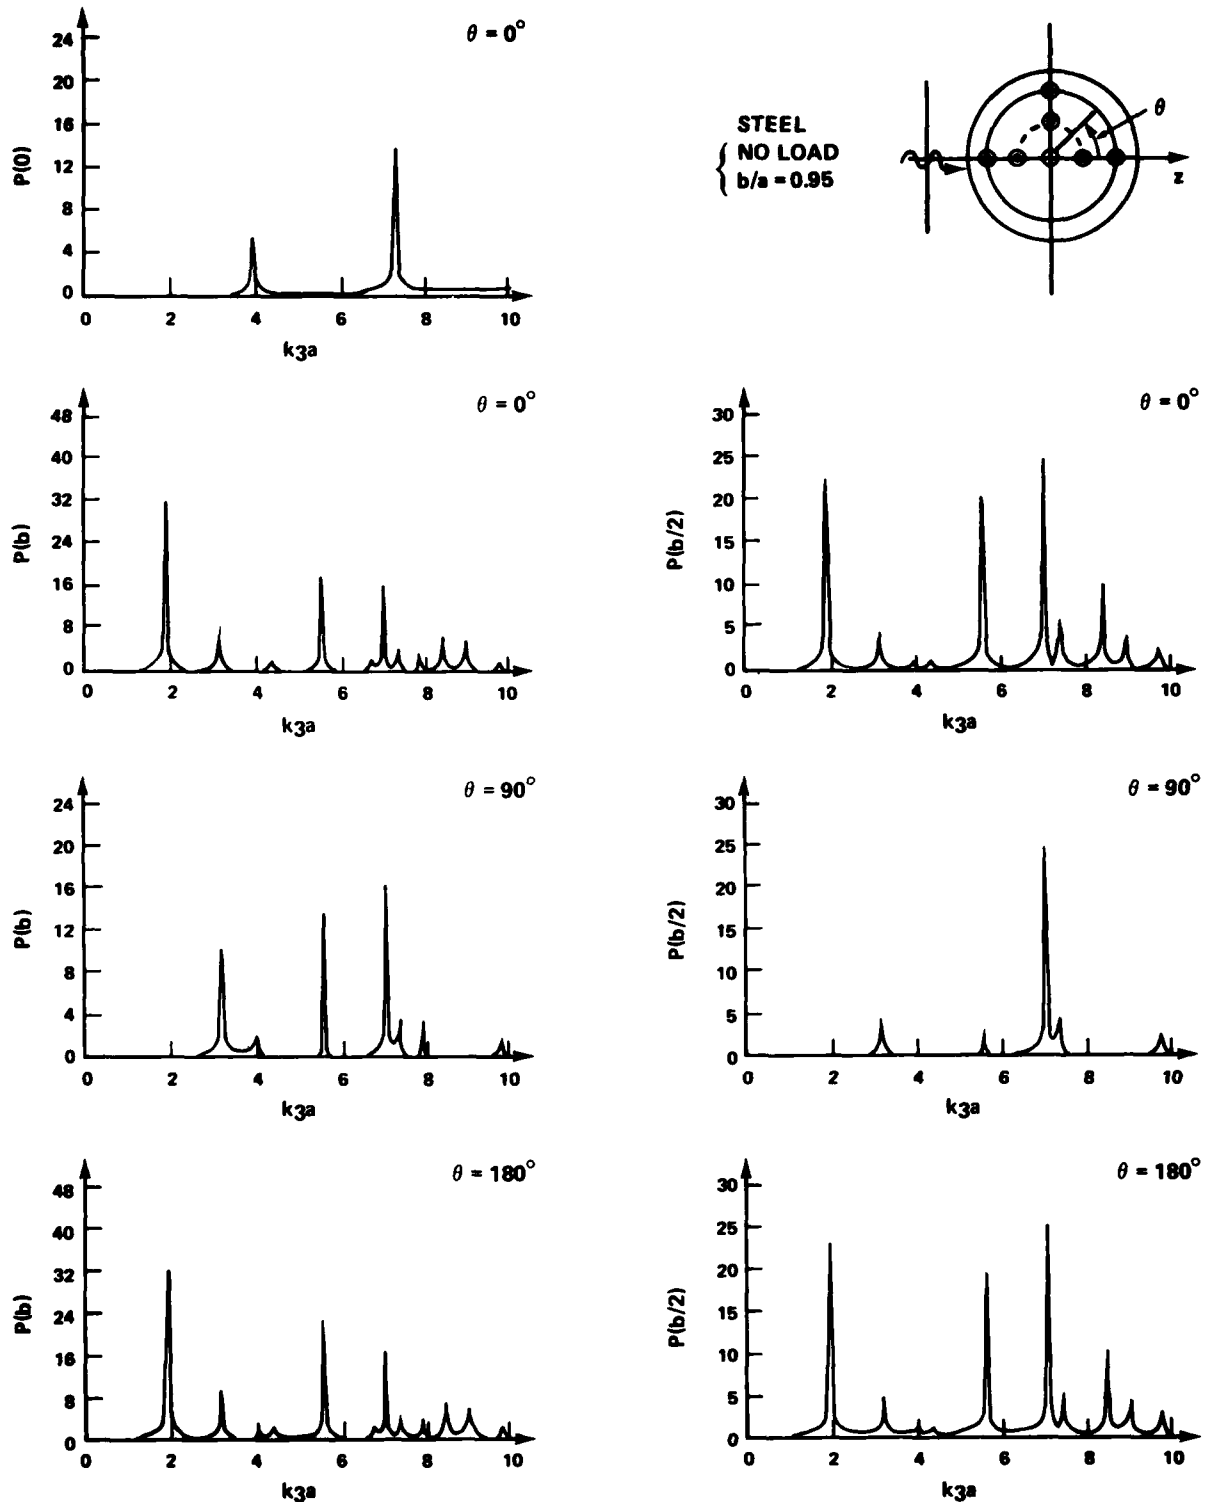 θ = 0°
24
20
16
12
8
4
0
P(0)
0 2 4 6 8 10
k3a
STEEL
NO LOAD
b/a = 0.95
θ
z
θ = 0°
48
40
32
24
16
8
0
P(b)
0 2 4 6 8 10
k3a
θ = 0°
30
25
20
15
10
5
0
P(b/2)
0 2 4 6 8 10
k3a
θ = 90°
24
20
16
12
8
4
0
P(b)
0 2 4 6 8 10
k3a
θ = 90°
30
25
20
15
10
5
0
P(b/2)
0 2 4 6 8 10
k3a
θ = 180°
48
40
32
24
16
8
0
P(b)
0 2 4 6 8 10
k3a
θ = 180°
30
25
20
15
10
5
0
P(b/2)
0 2 4 6 8 10
k3a